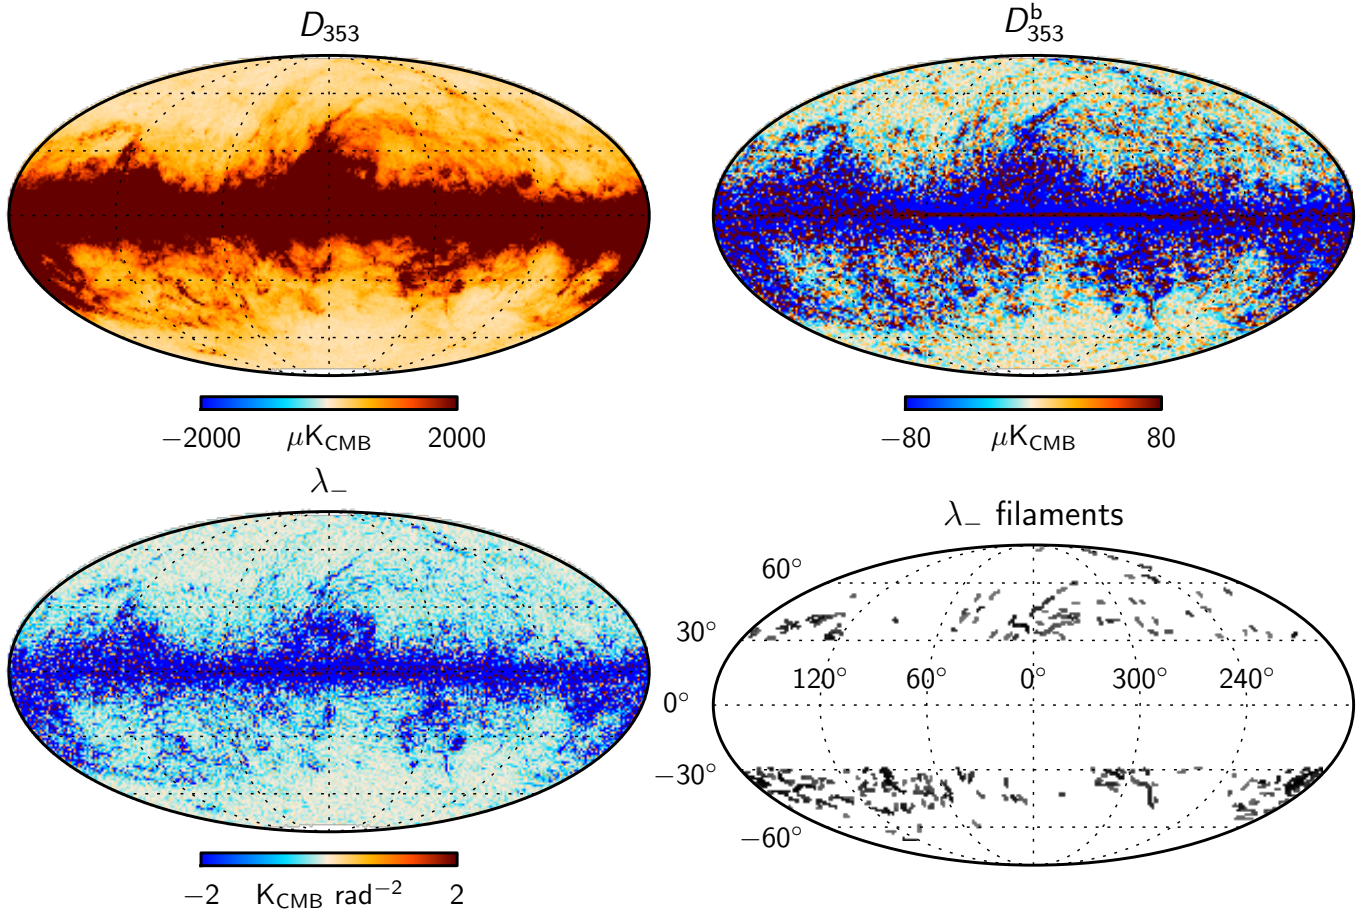 D353
Db353
−2000 μKCMB 2000
−80 μKCMB 80
λ−
λ− filaments
60°
30°
120° 60° 0° 300° 240°
0°
−30°
−60°
−2 KCMB rad−2 2